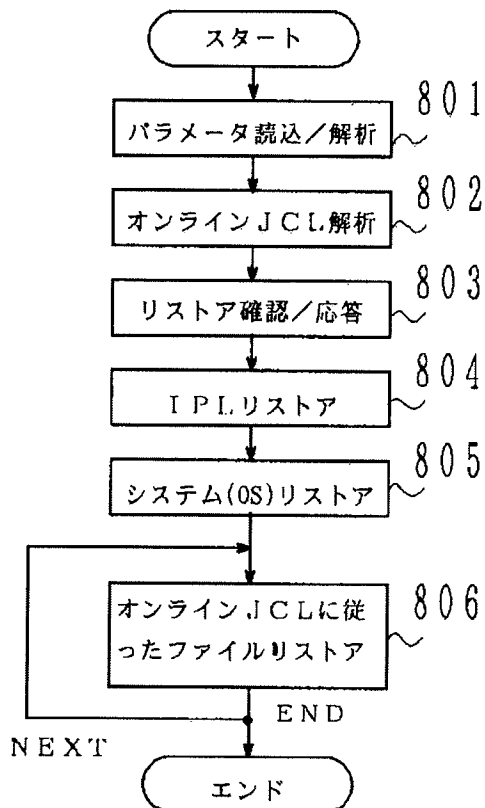 スタート
801
パラメータ読込/解析
802
オンラインJCL解析
803
リストア確認/応答
804
IPLリストア
805
システム(OS)リストア
806
オンラインJCLに従
ったファイルリストア
END
NEXT
エンド